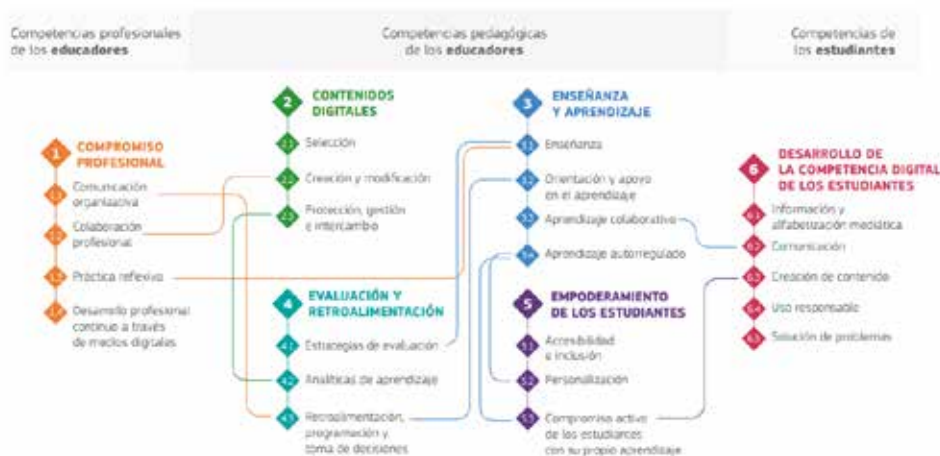 Competencias profesionales
de los educadores
Competencias pedagógicas
de los educadores
Competencias de
los estudiantes
1
COMPROMISO
PROFESIONAL
1.1
Comunicación
organizativa
1.2
Colaboración
profesional
1.3
Práctica reflexiva
1.4
Desarrollo profesional
continuo a través
de medios digitales
2
CONTENIDOS
DIGITALES
2.1
Selección
2.2
Creación y modificación
2.3
Protección, gestión
e intercambio
3
ENSEÑANZA
Y APRENDIZAJE
3.1
Enseñanza
3.2
Orientación y apoyo
en el aprendizaje
3.3
Aprendizaje colaborativo
3.4
Aprendizaje autorregulado
4
EVALUACIÓN Y
RETROALIMENTACIÓN
4.1
Estrategias de evaluación
4.2
Analíticas de aprendizaje
4.3
Retroalimentación,
programación y
toma de decisiones
5
EMPODERAMIENTO
DE LOS ESTUDIANTES
5.1
Accesibilidad
e inclusión
5.2
Personalización
5.3
Compromiso activo
de los estudiantes
con su propio aprendizaje
6
DESARROLLO DE
LA COMPETENCIA DIGITAL
DE LOS ESTUDIANTES
6.1
Información y
alfabetización mediática
6.2
Comunicación
6.3
Creación de contenido
6.4
Uso responsable
6.5
Solución de problemas